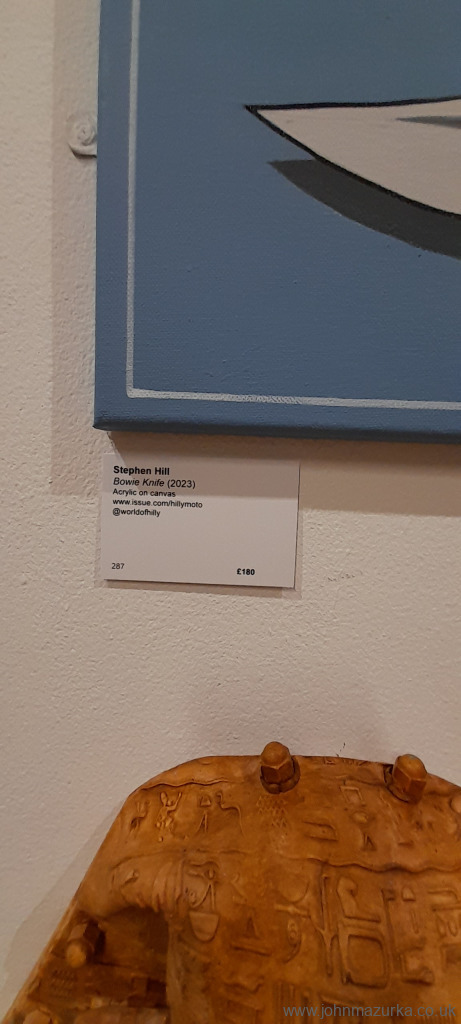 Stephen Hill
Bowie Knife (2023)
Acrylic on canvas
www.issue.com/hillymoto
@worldofhilly
287
£180
www.johnmazurka.co.uk